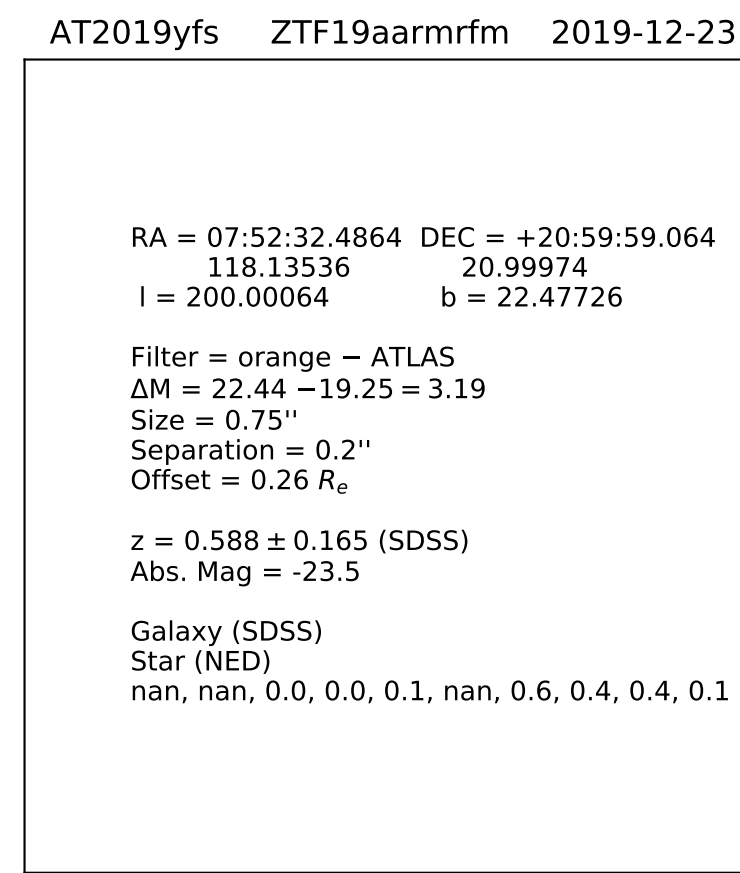 AT2019yfs ZTF19aarmrfm 2019-12-23
RA = 07:52:32.4864 DEC = +20:59:59.064
118.13536 20.99974
l = 200.00064 b = 22.47726
Filter = orange − ATLAS
ΔM = 22.44 −19.25 = 3.19
Size = 0.75''
Separation = 0.2''
Offset = 0.26 Re
z = 0.588 ± 0.165 (SDSS)
Abs. Mag = -23.5
Galaxy (SDSS)
Star (NED)
nan, nan, 0.0, 0.0, 0.1, nan, 0.6, 0.4, 0.4, 0.1